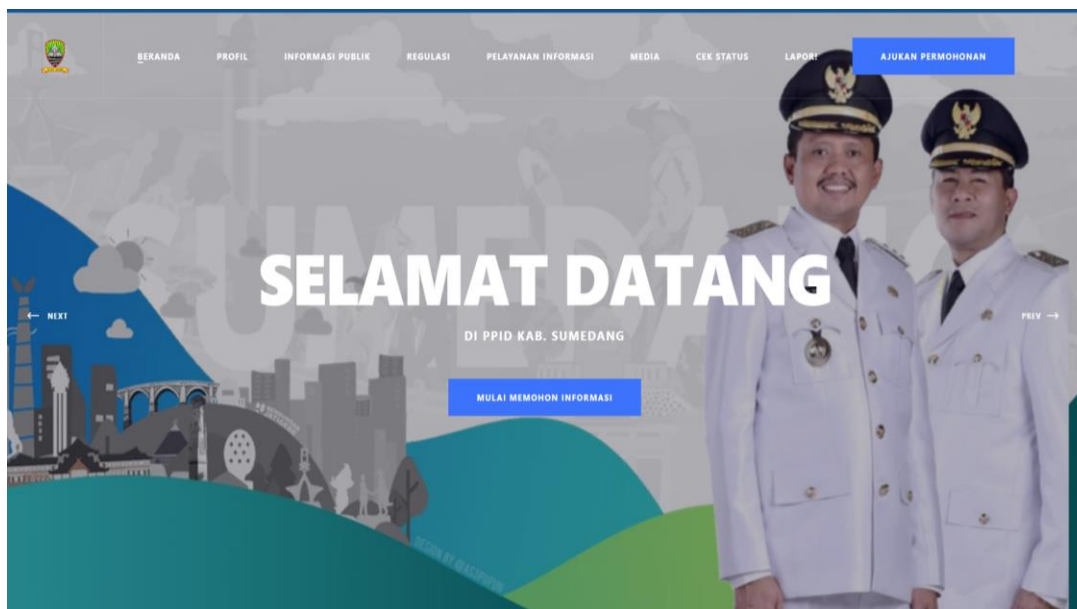 BERANDA
PROFIL
INFORMASI PUBLIK
REGULASI
PELAYANAN INFORMASI
MEDIA
CEK STATUS
LAPOR!
AJUKAN PERMOHONAN
SUMEDANG
SELAMAT DATANG
← NEXT
PREV →
DI PPID KAB. SUMEDANG
MULAI MEMOHON INFORMASI